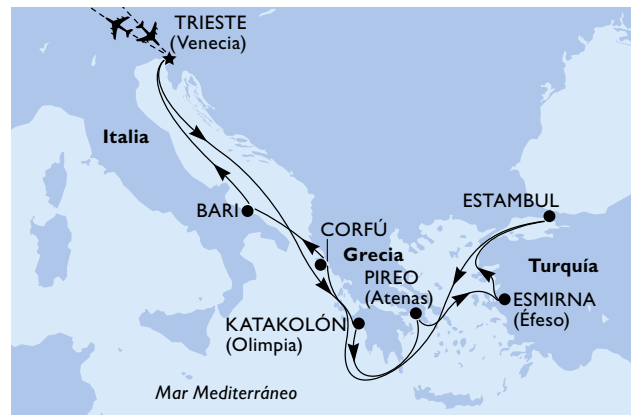 TRIESTE
(Venecia)
Italia
BARI
CORFÚ
Grecia
ESTAMBUL
PIREO
(Atenas)
Turquía
ESMIRNA
(Éfeso)
KATAKOLÓN
(Olimpia)
Mar Mediterráneo